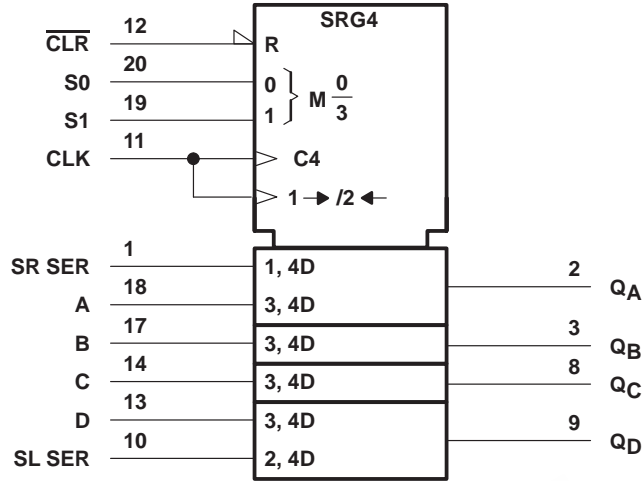 SRG4
CLR 12 R
S0 20 0
M 0/3
S1 19 1
CLK 11 C4
1 → /2 ←
SR SER 1 1, 4D 2 QA
A 18 3, 4D
B 17 3, 4D 3 QB
C 14 3, 4D 8 QC
D 13 3, 4D 9 QD
SL SER 10 2, 4D